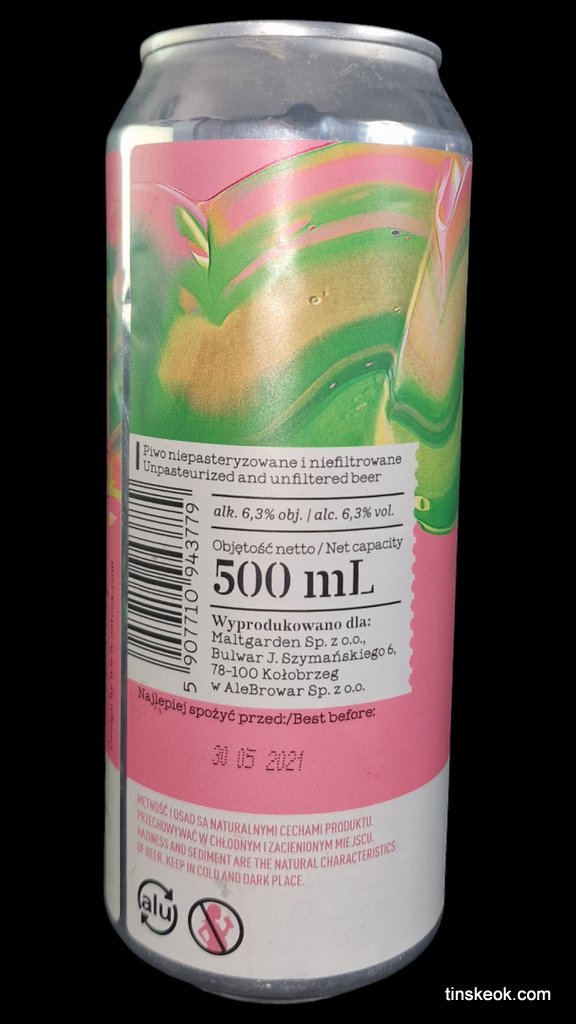 Piwo niepasteryzowane i niefiltrowane
Unpasteurized and unfiltered beer
alk. 6,3% obj. / alc. 6,3% vol.
Objętość netto / Net capacity
500 mL
Wyprodukowano dla:
Maltgarden Sp. z o.o.,
Bulwar J. Szymańskiego 6,
78-100 Kołobrzeg
w AleBrowar Sp. z o.o.
5 907710 943779
Najlepiej spożyć przed:/Best before:
30 05 2021
MĘTNOŚĆ I OSAD SĄ NATURALNYMI CECHAMI PRODUKTU.
PRZECHOWYWAĆ W CHŁODNYM I ZACIENIONYM MIEJSCU.
HAZINESS AND SEDIMENT ARE THE NATURAL CHARACTERISTICS
OF BEER. KEEP IN COLD AND DARK PLACE.
alu
tinskeok.com